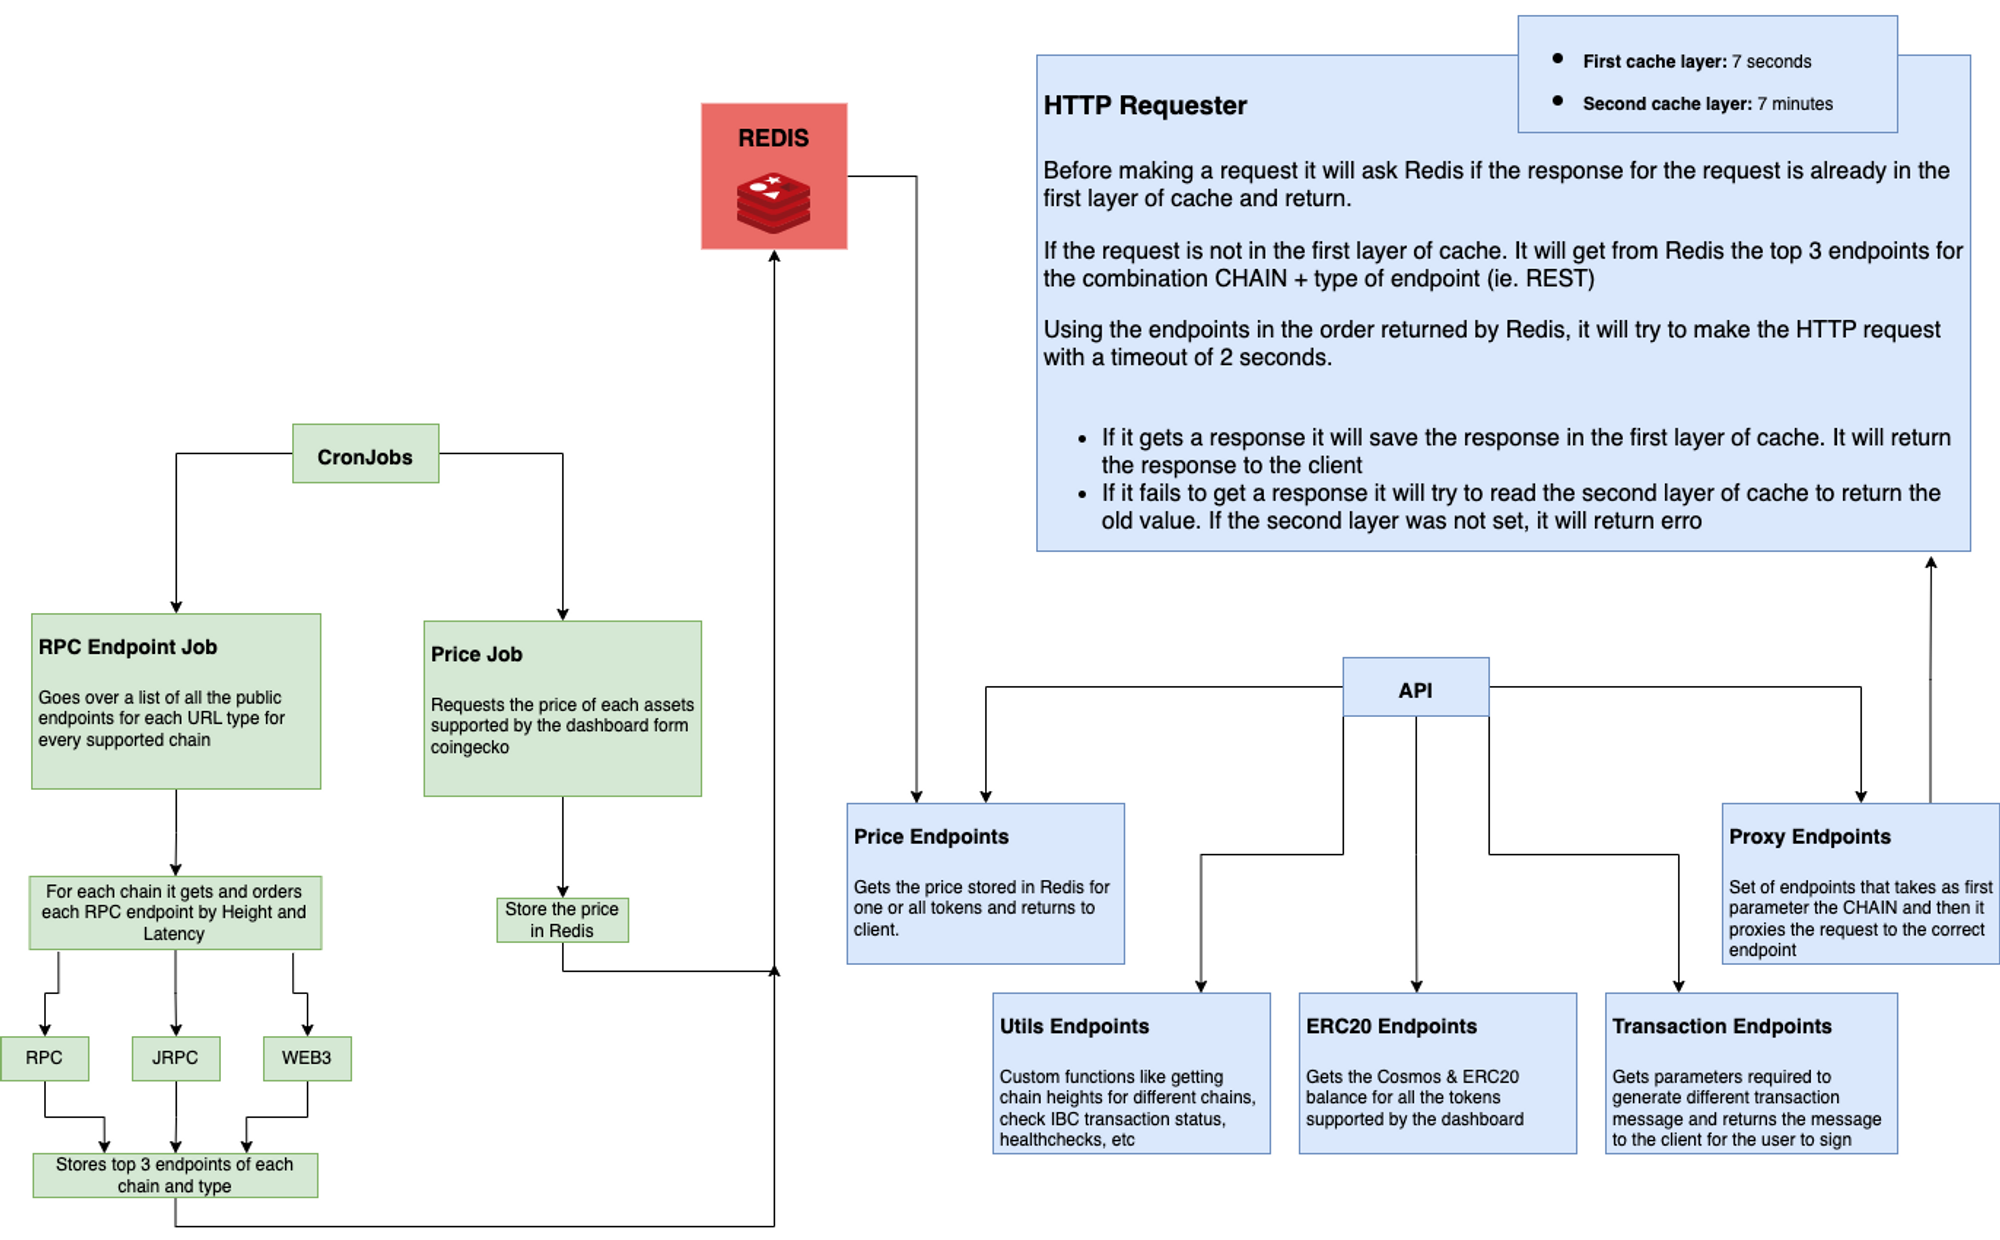 First cache layer: 7 seconds
Second cache layer: 7 minutes
HTTP Requester
Before making a request it will ask Redis if the response for the request is already in the
first layer of cache and return.
If the request is not in the first layer of cache. It will get from Redis the top 3 endpoints for
the combination CHAIN + type of endpoint (ie. REST)
Using the endpoints in the order returned by Redis, it will try to make the HTTP request
with a timeout of 2 seconds.
If it gets a response it will save the response in the first layer of cache. It will return
the response to the client
If it fails to get a response it will try to read the second layer of cache to return the
old value. If the second layer was not set, it will return erro
REDIS
CronJobs
RPC Endpoint Job
Goes over a list of all the public
endpoints for each URL type for
every supported chain
Price Job
Requests the price of each assets
supported by the dashboard form
coingecko
For each chain it gets and orders
each RPC endpoint by Height and
Latency
Store the price
in Redis
RPC
JRPC
WEB3
Stores top 3 endpoints of each
chain and type
API
Price Endpoints
Gets the price stored in Redis for
one or all tokens and returns to
client.
Proxy Endpoints
Set of endpoints that takes as first
parameter the CHAIN and then it
proxies the request to the correct
endpoint
Utils Endpoints
Custom functions like getting
chain heights for different chains,
check IBC transaction status,
healthchecks, etc
ERC20 Endpoints
Gets the Cosmos & ERC20
balance for all the tokens
supported by the dashboard
Transaction Endpoints
Gets parameters required to
generate different transaction
message and returns the message
to the client for the user to sign